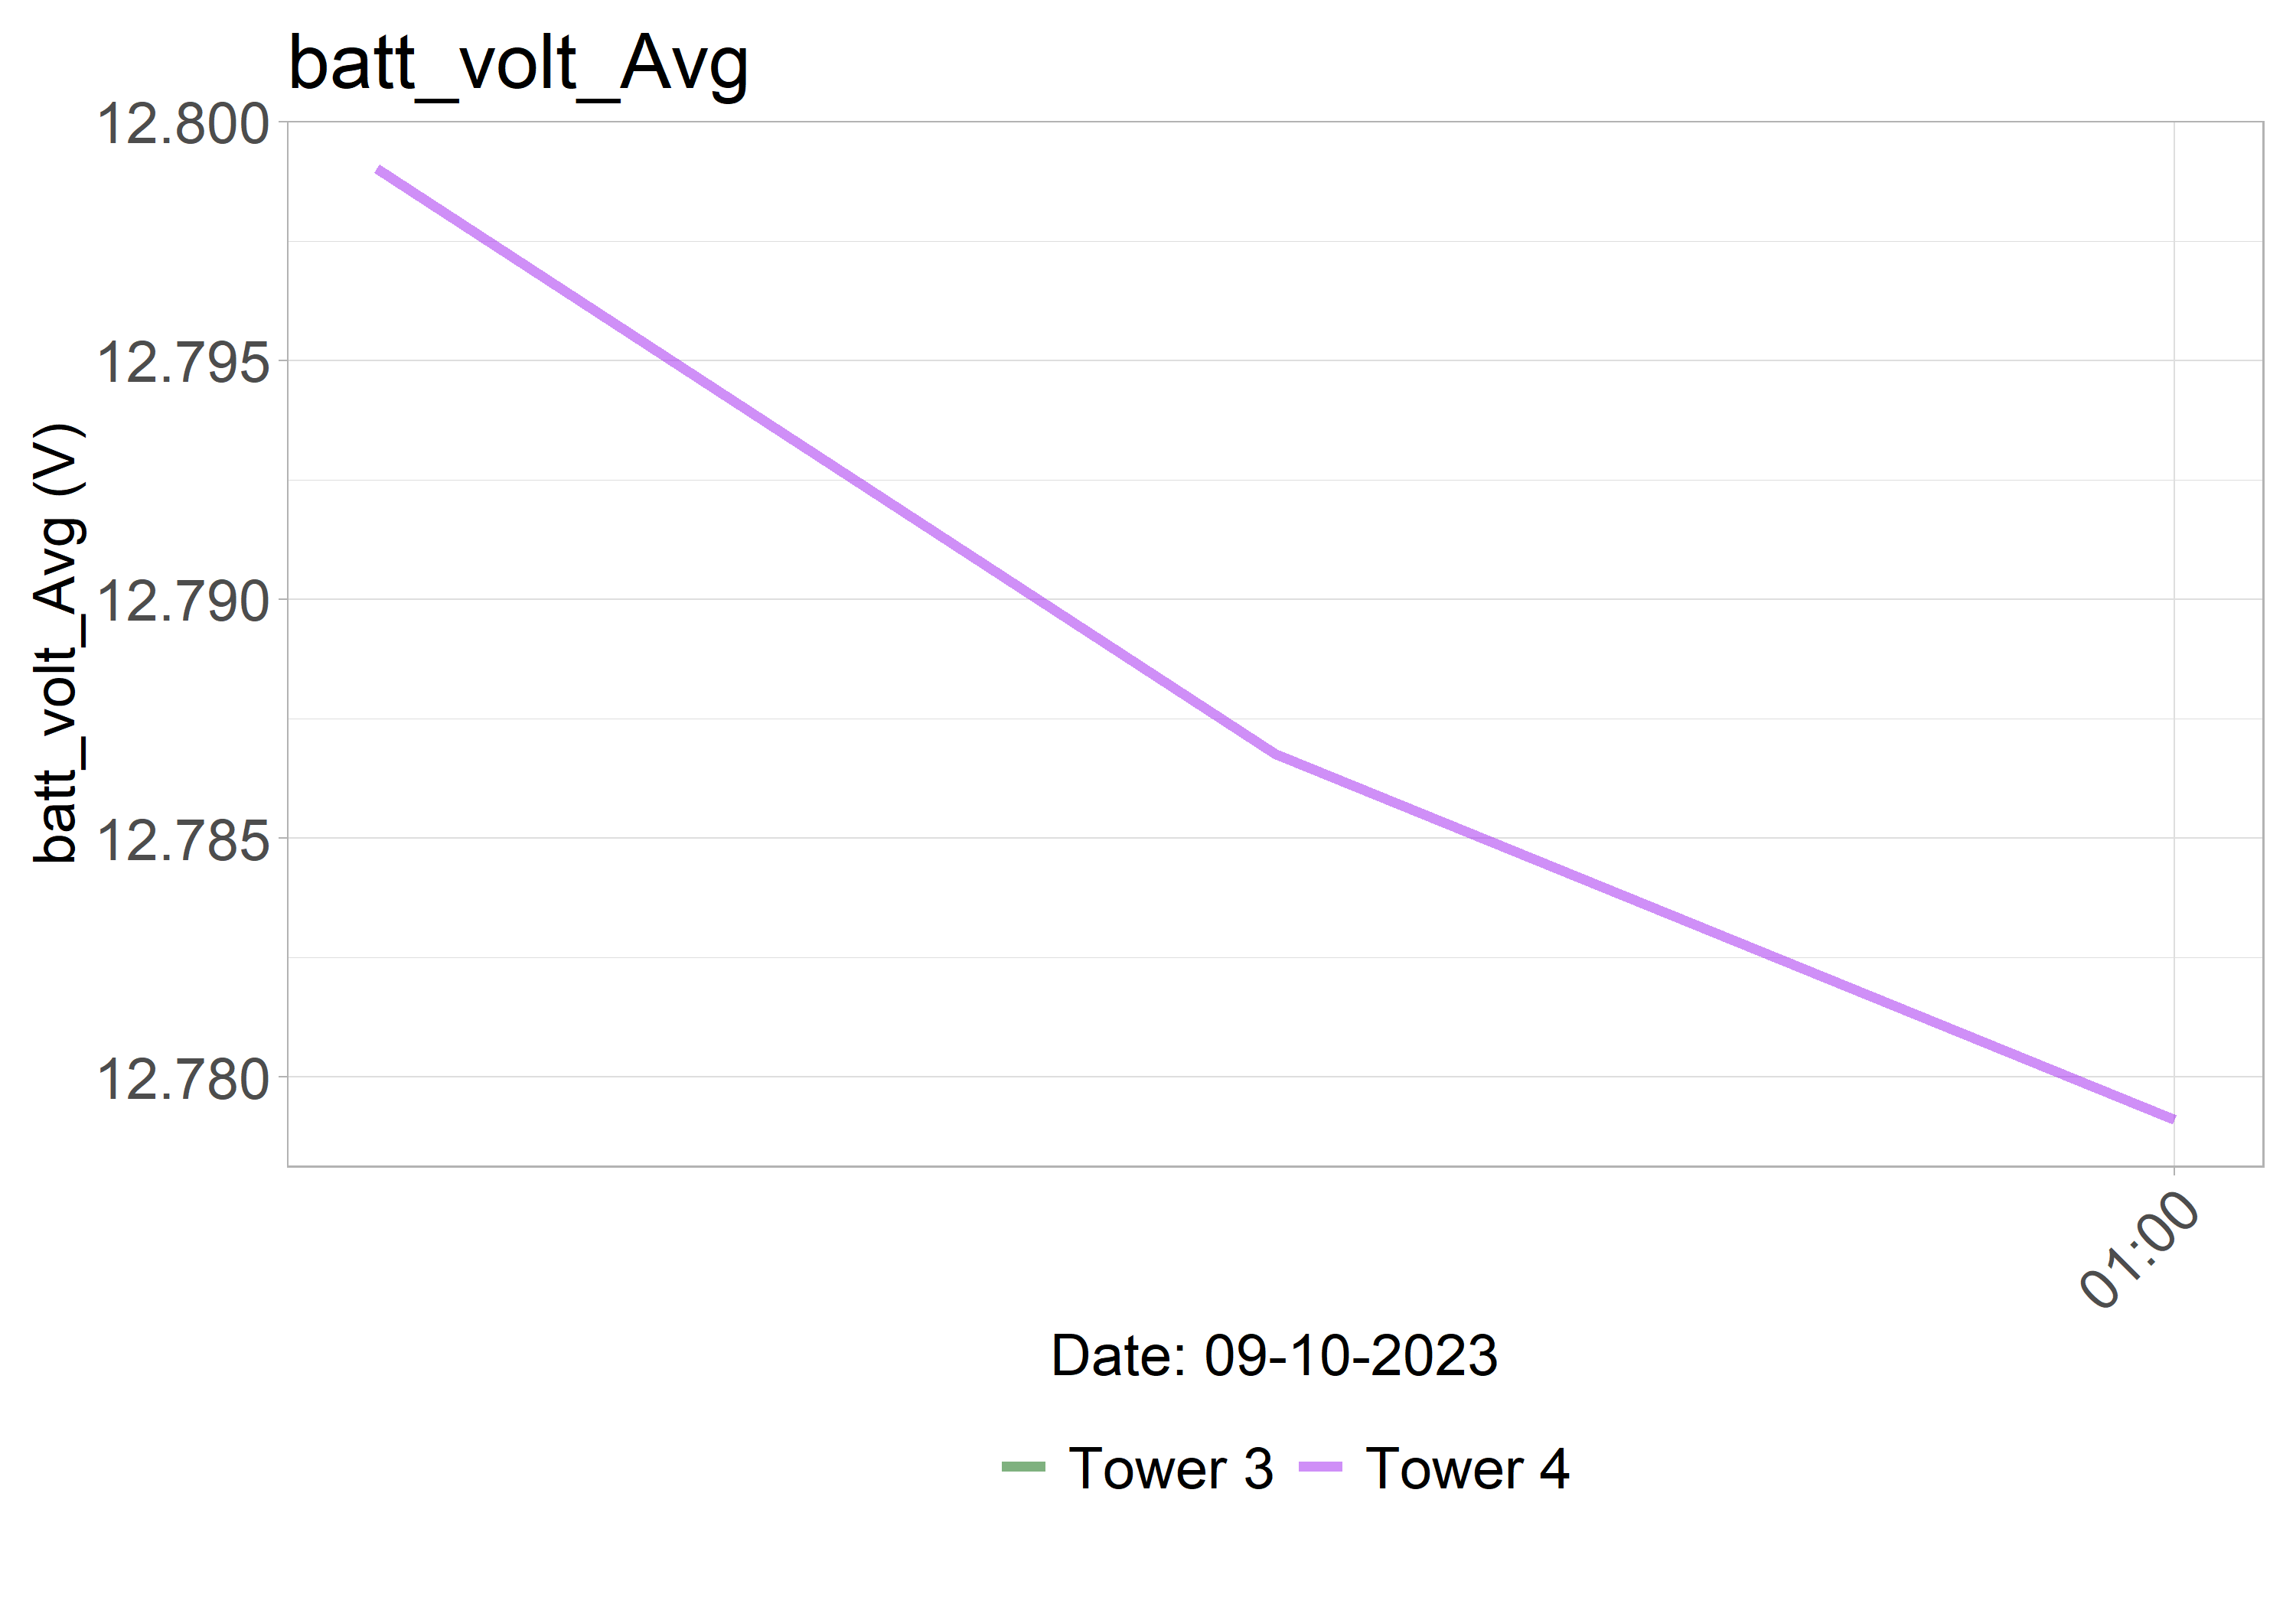 batt_volt_Avg
batt_volt_Avg (V)
12.800
12.795
12.790
12.785
12.780
01:00
Date: 09-10-2023
Tower 3 Tower 4